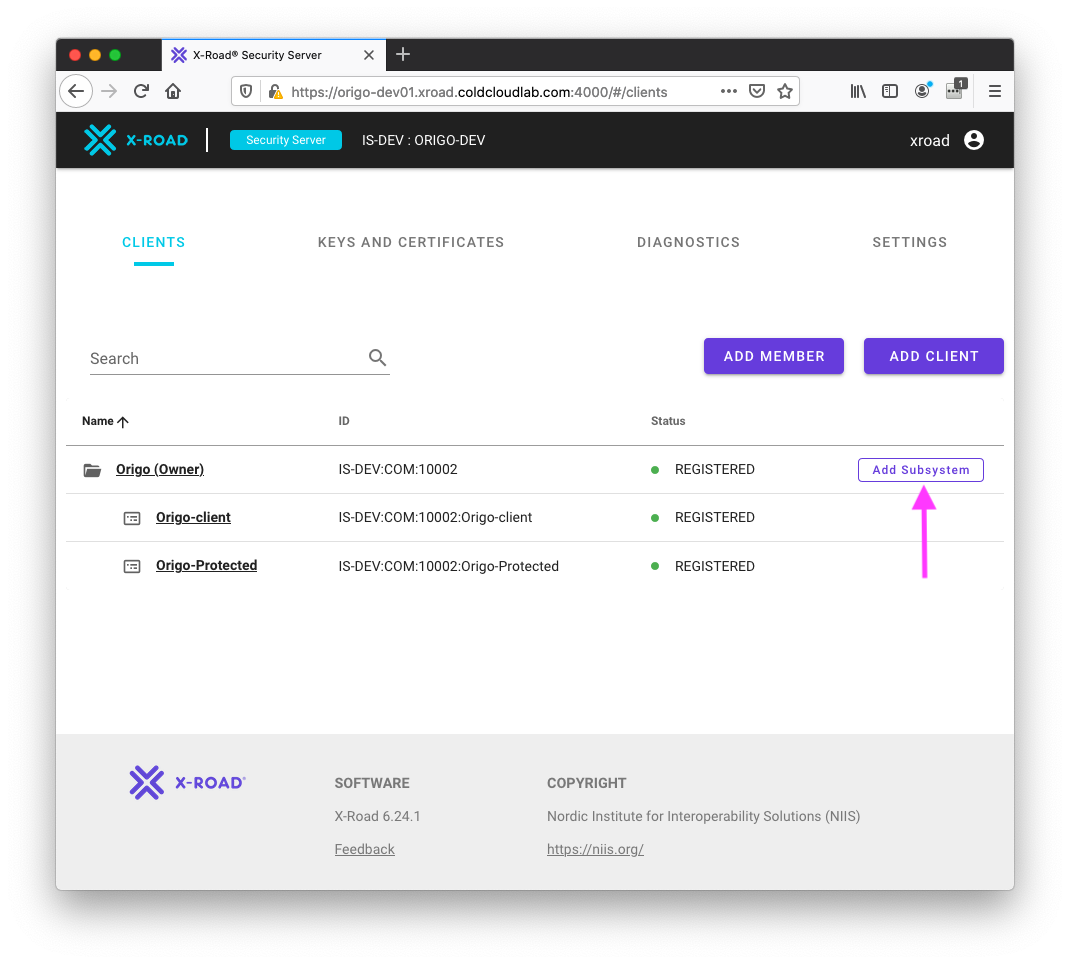 X-Road® Security Server
https://origo-dev01.xroad.coldcloudlab.com:4000/#/clients
1
X-ROAD
Security Server
IS-DEV : ORIGO-DEV
xroad
CLIENTS
KEYS AND CERTIFICATES
DIAGNOSTICS
SETTINGS
Search
ADD MEMBER
ADD CLIENT
Name
ID
Status
Origo (Owner)
IS-DEV:COM:10002
REGISTERED
Add Subsystem
Origo-client
IS-DEV:COM:10002:Origo-client
REGISTERED
Origo-Protected
IS-DEV:COM:10002:Origo-Protected
REGISTERED
X-ROAD®
SOFTWARE
X-Road 6.24.1
Feedback
COPYRIGHT
Nordic Institute for Interoperability Solutions (NIIS)
https://niis.org/